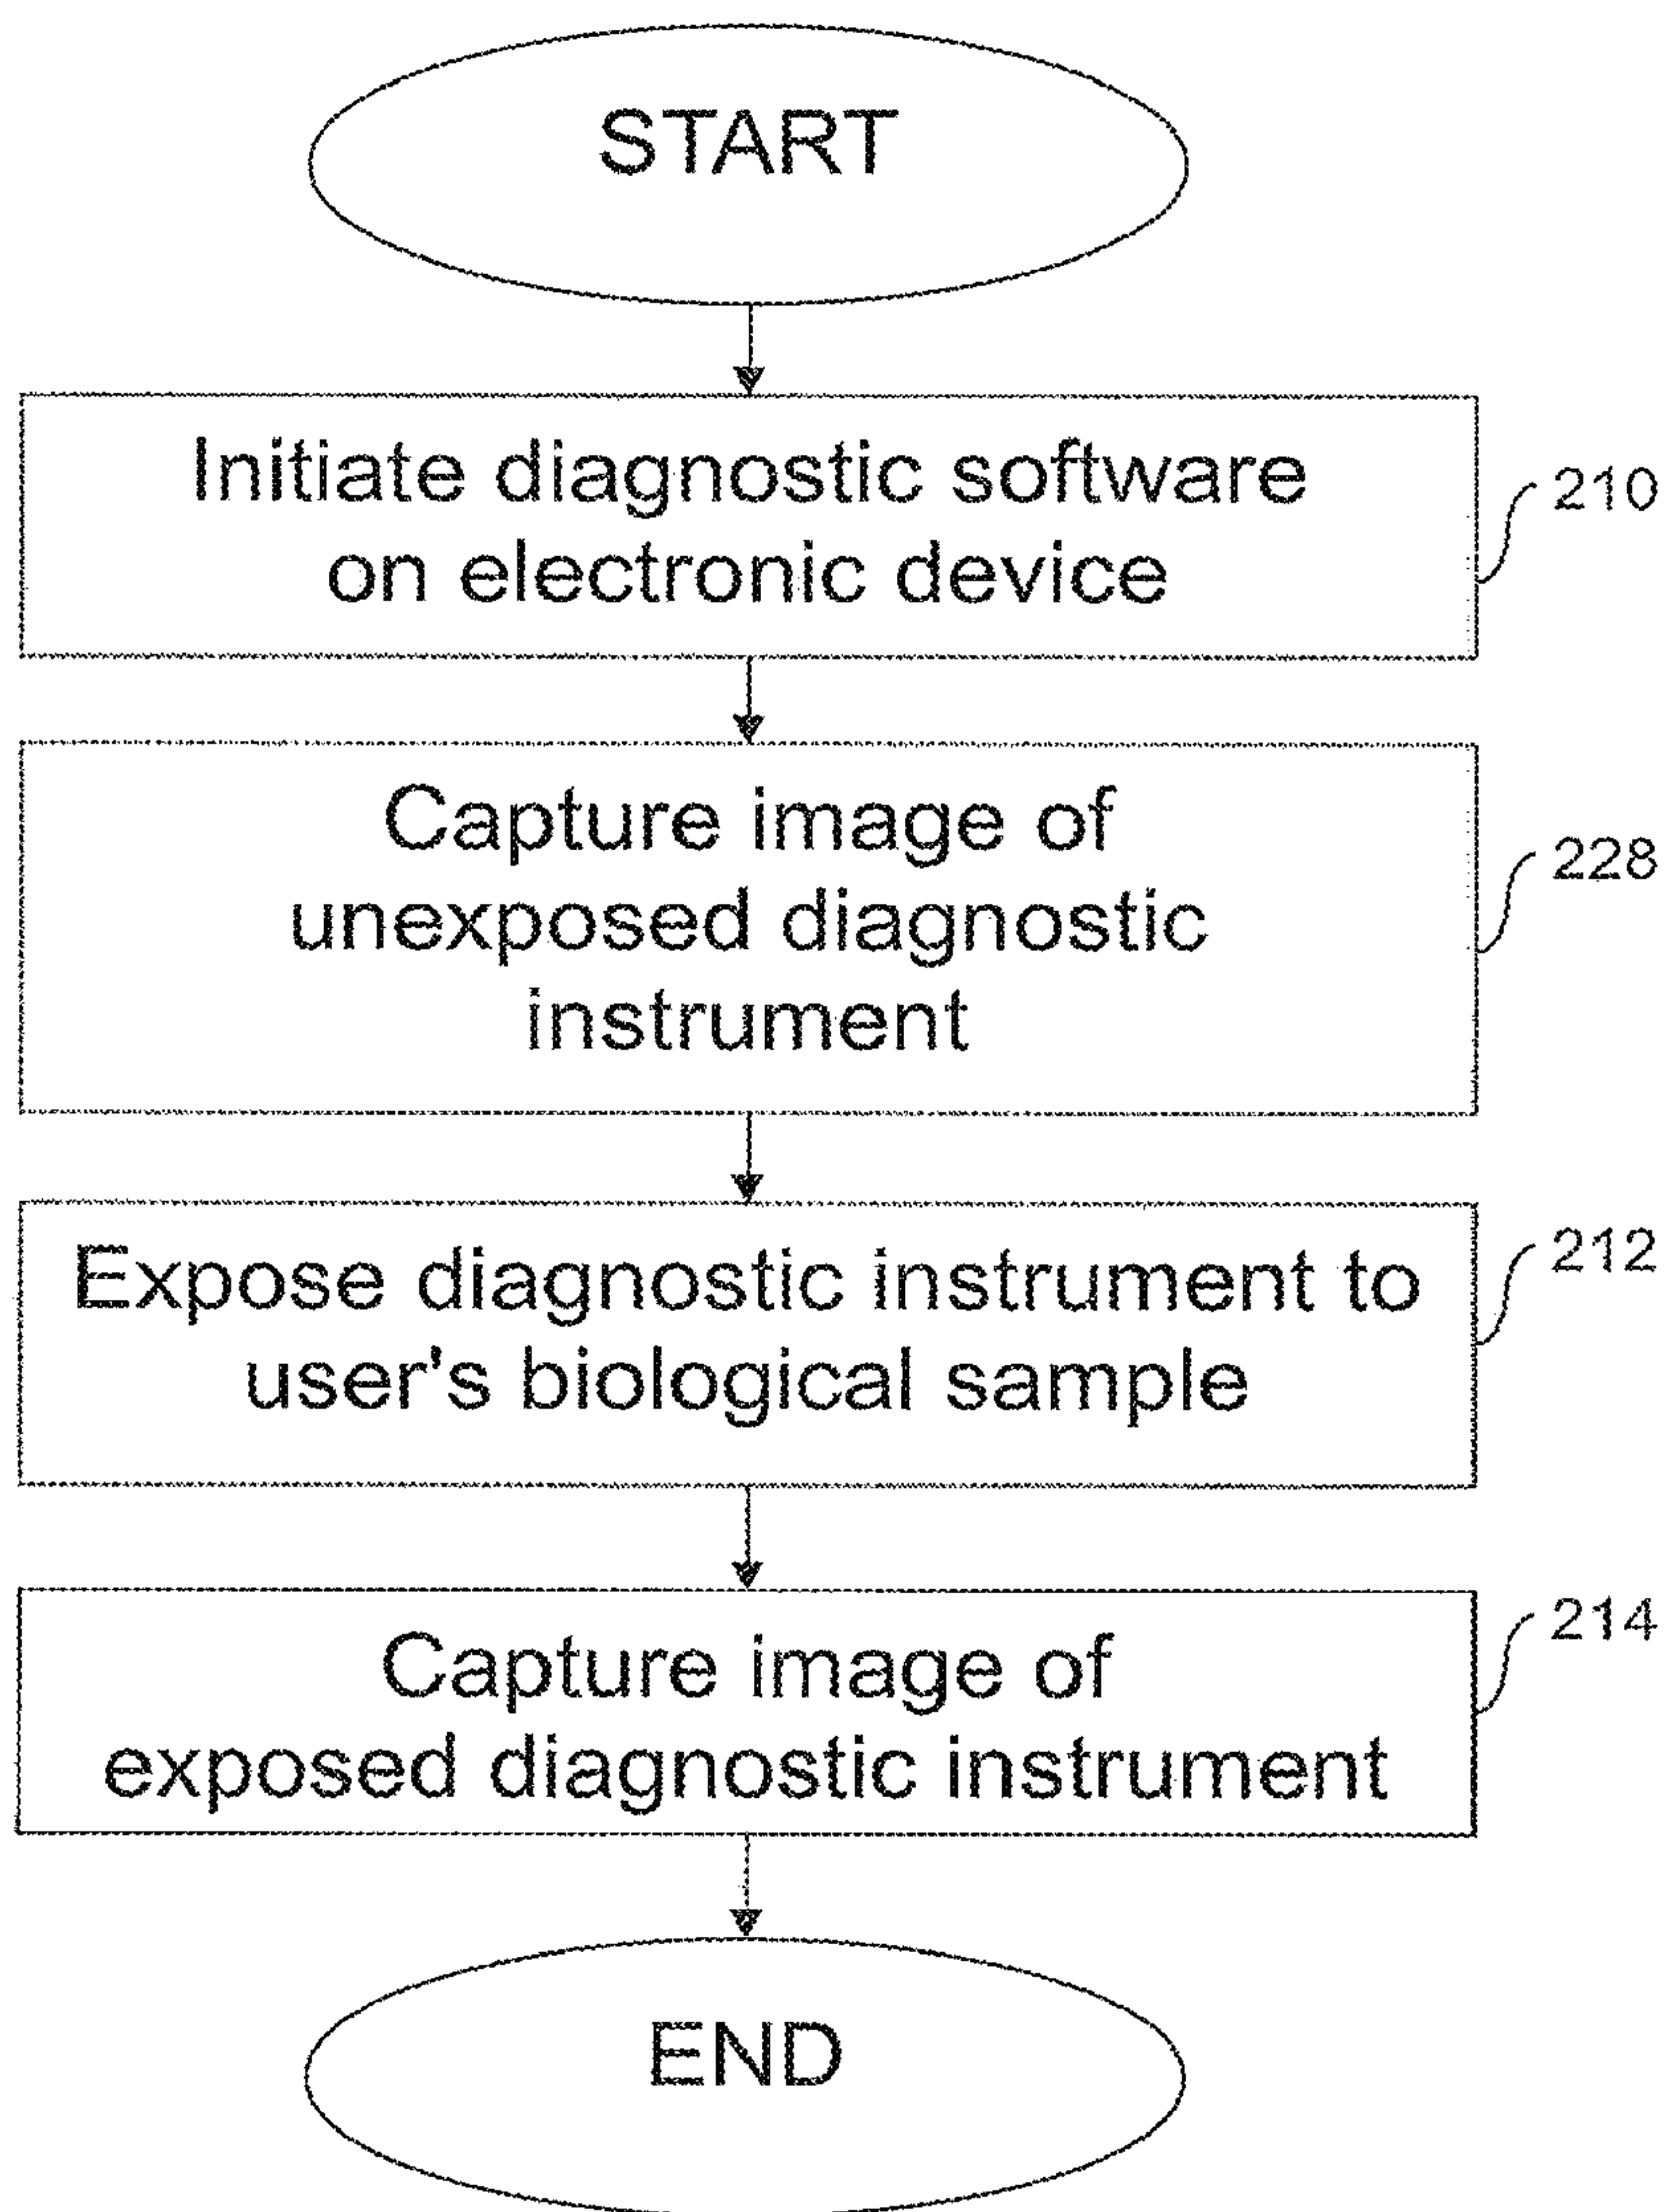 START
Initiate diagnostic software
on electronic device
210
Capture image of
unexposed diagnostic
instrument
228
Expose diagnostic instrument to
user's biological sample
212
Capture image of
exposed diagnostic instrument
214
END